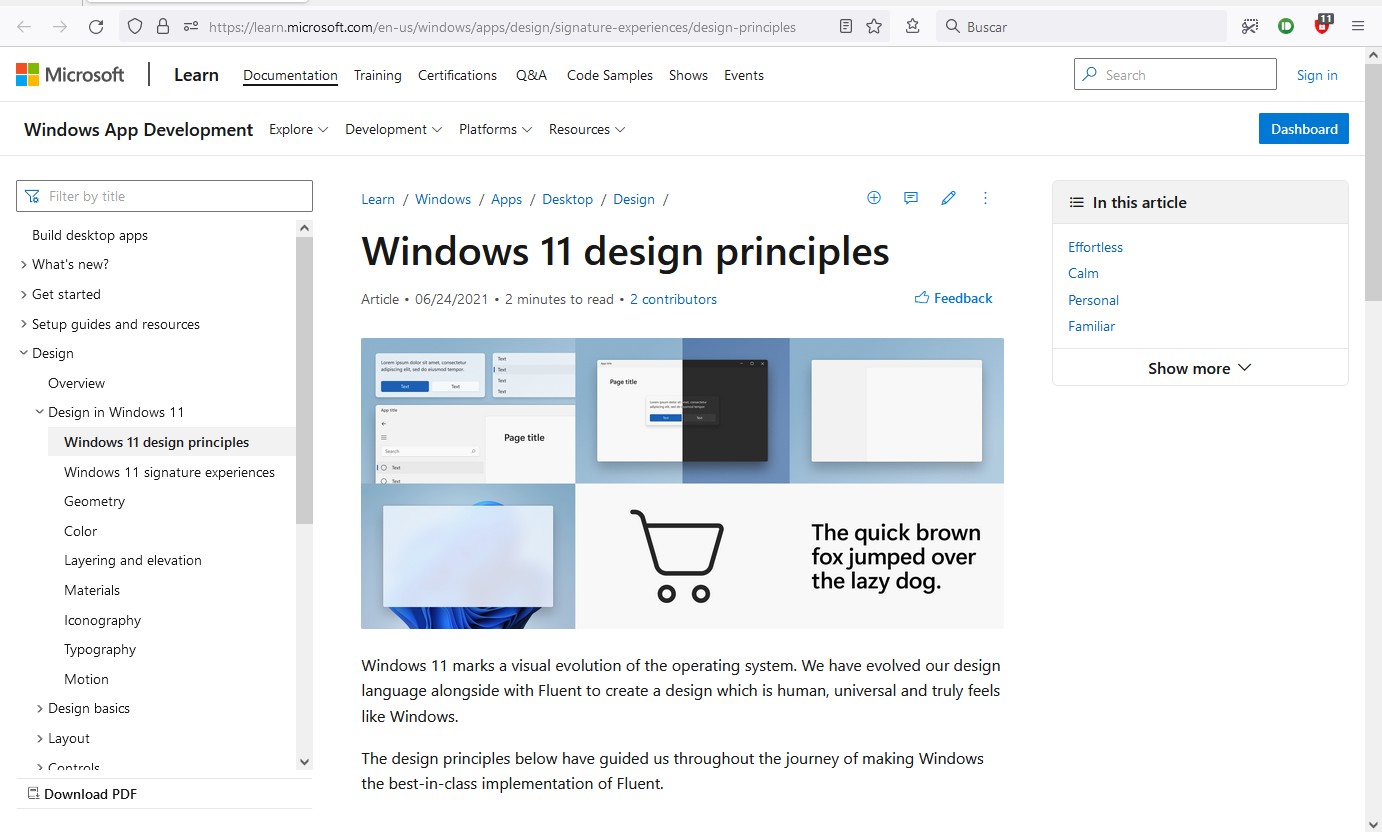 https://learn.microsoft.com/en-us/windows/apps/design/signature-experiences/design-principles
Buscar
11
Microsoft
Learn
Documentation
Training
Certifications
Q&A
Code Samples
Shows
Events
Search
Sign in
Windows App Development
Explore
Development
Platforms
Resources
Dashboard
Filter by title
Build desktop apps
What's new?
Get started
Setup guides and resources
Design
Overview
Design in Windows 11
Windows 11 design principles
Windows 11 signature experiences
Geometry
Color
Layering and elevation
Materials
Iconography
Typography
Motion
Design basics
Layout
Controls
Download PDF
Learn / Windows / Apps / Desktop / Design /
Windows 11 design principles
Article • 06/24/2021 • 2 minutes to read • 2 contributors
Feedback
Lorem ipsum dolor sit amet, consectetur
adipiscing elit, sed do eiusmod tempor.
Text
Text
Text
Text
Text
Text
App title
Search
Text
Text
Page title
App title
Page title
Lorem ipsum dolor sit amet, consectetur
adipiscing elit, sed do eiusmod tempor.
Text
Text
The quick brown
fox jumped over
the lazy dog.
Windows 11 marks a visual evolution of the operating system. We have evolved our design
language alongside with Fluent to create a design which is human, universal and truly feels
like Windows.
The design principles below have guided us throughout the journey of making Windows
the best-in-class implementation of Fluent.
In this article
Effortless
Calm
Personal
Familiar
Show more